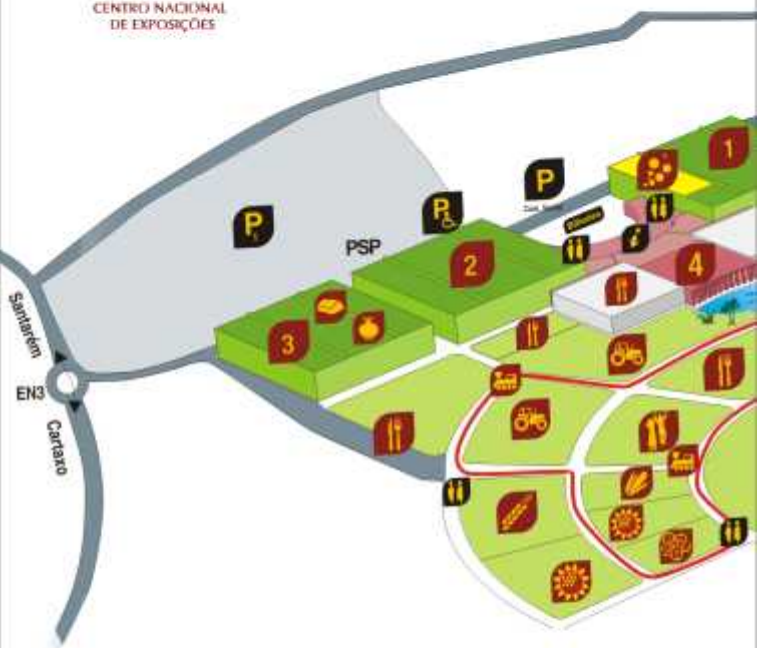 CENTRO NACIONAL
DE EXPOSIÇÕES
P
P
P
PSP
1
2
3
4
i
Santarém
EN3
Cartaxo